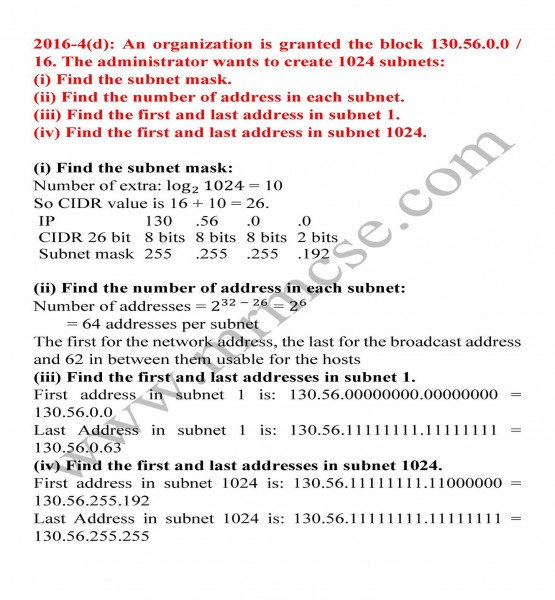 2016-4(d): An organization is granted the block 130.56.0.0 /
16. The administrator wants to create 1024 subnets:
(i) Find the subnet mask.
(ii) Find the number of address in each subnet.
(iii) Find the first and last address in subnet 1.
(iv) Find the first and last address in subnet 1024.
(i) Find the subnet mask:
Number of extra: log₂ 1024 = 10
So CIDR value is 16 + 10 = 26.
IP 130 .56 .0 .0
CIDR 26 bit 8 bits 8 bits 8 bits 2 bits
Subnet mask 255 .255 .255 .192
(ii) Find the number of address in each subnet:
Number of addresses = 2³² ⁻ ²⁶ = 2⁶
= 64 addresses per subnet
The first for the network address, the last for the broadcast address
and 62 in between them usable for the hosts
(iii) Find the first and last addresses in subnet 1.
First address in subnet 1 is: 130.56.00000000.00000000 =
130.56.0.0
Last Address in subnet 1 is: 130.56.11111111.11111111 =
130.56.0.63
(iv) Find the first and last addresses in subnet 1024.
First address in subnet 1024 is: 130.56.11111111.11000000 =
130.56.255.192
Last Address in subnet 1024 is: 130.56.11111111.11111111 =
130.56.255.255
www.mrmcse.com